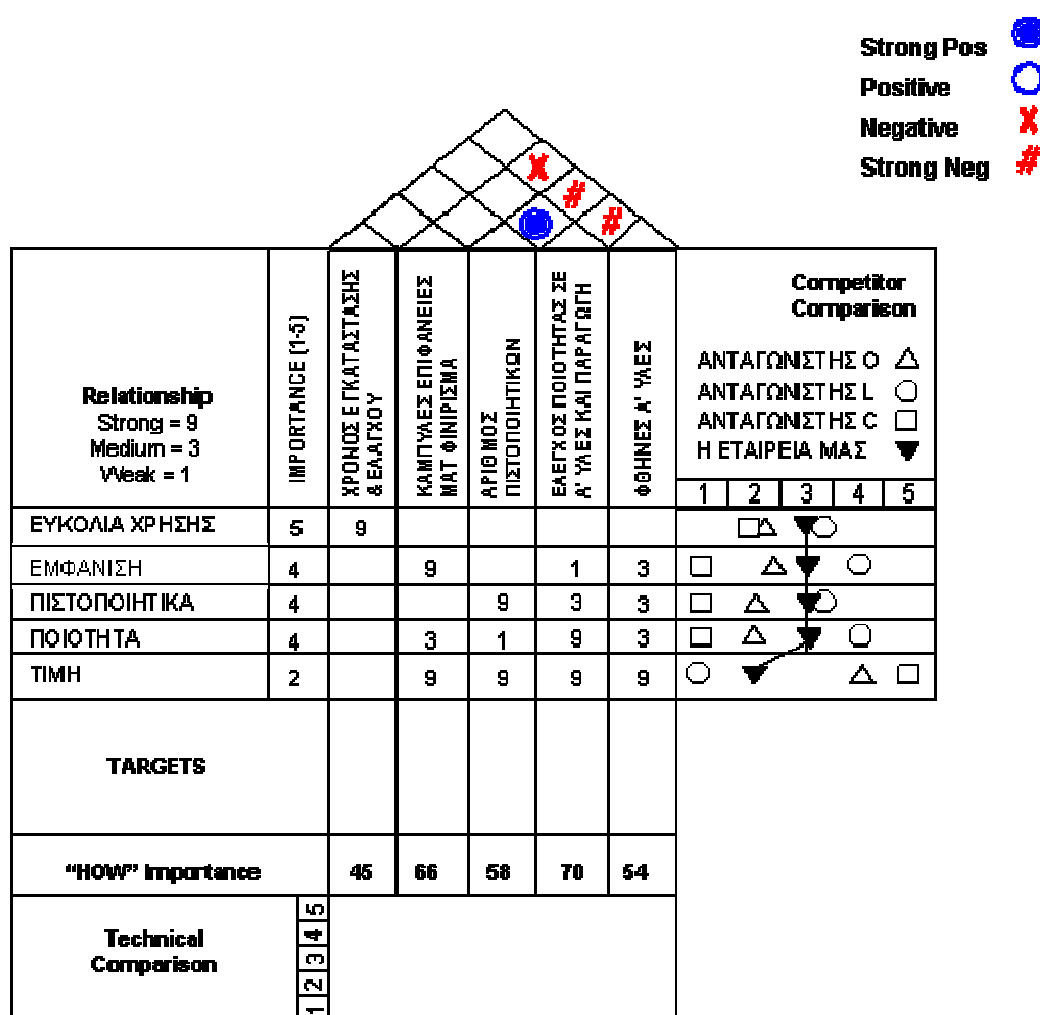 Strong Pos
Positive
Negative
Strong Neg
Relationship
Strong = 9
Medium = 3
Weak = 1
IMPORTANCE (1-5)
ΧΡΟΝΟΣ ΕΓΚΑΤΑΣΤΑΣΗΣ
& ΕΛΑΓΧΟΥ
ΚΑΜΠΥΛΕΣ ΕΠΙΦΑΝΕΙΕΣ
ΜΑΤ ΦΙΝΙΡΙΣΜΑ
ΑΡΙΘΜΟΣ
ΠΙΣΤΟΠΟΙΗΤΙΚΩΝ
ΕΛΕΓΧΟΣ ΠΟΙΟΤΗΤΑΣ ΣΕ
Α' ΥΛΕΣ ΚΑΙ ΠΑΡΑΓΩΓΗ
ΦΘΗΝΕΣ Α' ΥΛΕΣ
Competitor
Comparison
ΑΝΤΑΓΩΝΙΣΤΗΣ O
ΑΝΤΑΓΩΝΙΣΤΗΣ L
ΑΝΤΑΓΩΝΙΣΤΗΣ C
Η ΕΤΑΙΡΕΙΑ ΜΑΣ
1 2 3 4 5
ΕΥΚΟΛΙΑ ΧΡΗΣΗΣ 5 9
ΕΜΦΑΝΙΣΗ 4 9 1 3
ΠΙΣΤΟΠΟΙΗΤΙΚΑ 4 9 3 3
ΠΟΙΟΤΗΤΑ 4 3 1 9 3
ΤΙΜΗ 2 9 9 9 9
TARGETS
“HOW” Importance 45 66 58 70 54
Technical
Comparison
1 2 3 4 5